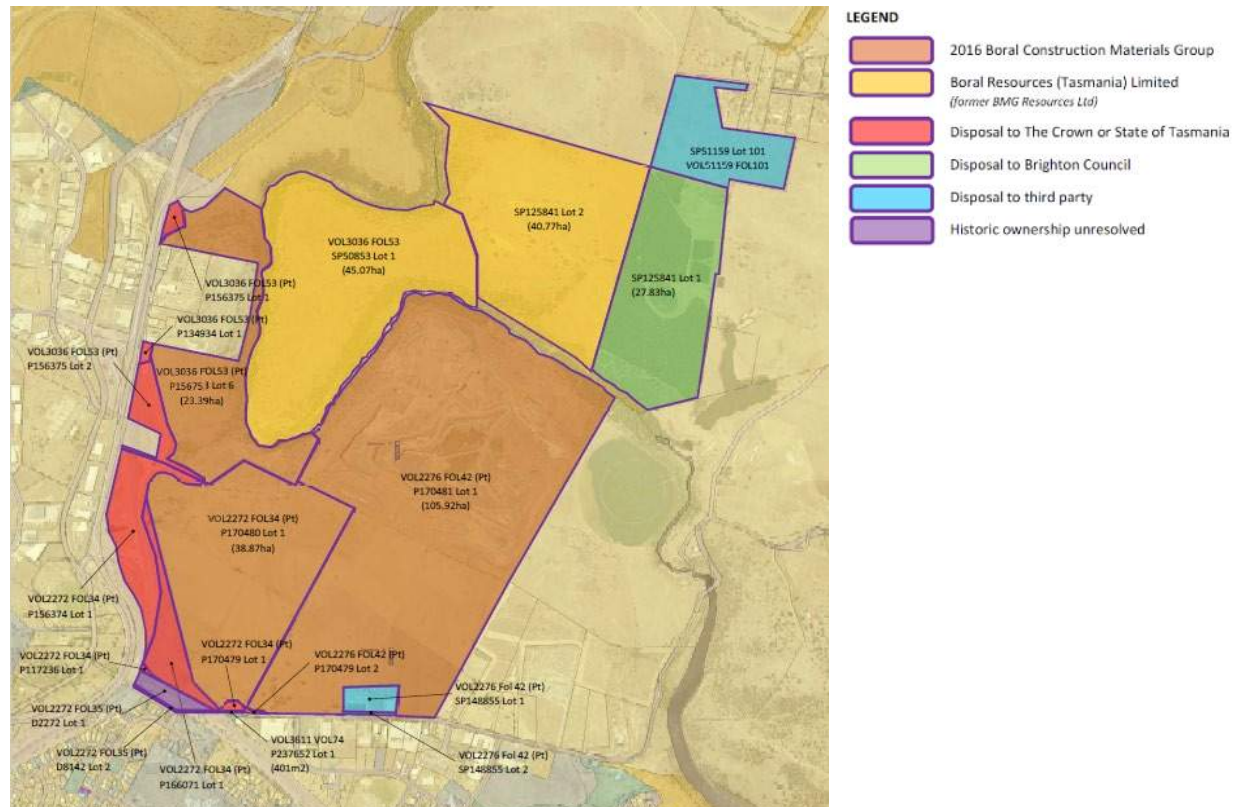 LEGEND
2016 Boral Construction Materials Group
Boral Resources (Tasmania) Limited
(former BMG Resources Ltd)
Disposal to The Crown or State of Tasmania
Disposal to Brighton Council
Disposal to third party
Historic ownership unresolved
SP51159 Lot 101
VOL51159 FOL101
SP125841 Lot 2
(40.77ha)
VOL3036 FOL53
SP50853 Lot 1
(45.07ha)
SP125841 Lot 1
(27.83ha)
VOL3036 FOL53 (Pt)
P156375 Lot 1
VOL3036 FOL53 (Pt)
P134934 Lot 1
VOL3036 FOL53 (Pt)
P156375 Lot 2
VOL3036 FOL53 (Pt)
P15675 3 Lot 6
(23.39ha)
VOL2276 FOL42 (Pt)
P170481 Lot 1
(105.92ha)
VOL2272 FOL34 (Pt)
P170480 Lot 1
(38.87ha)
VOL2272 FOL34 (Pt)
P156374 Lot 1
VOL2272 FOL34 (Pt)
P170479 Lot 1
VOL2276 FOL42 (Pt)
P170479 Lot 2
VOL2272 FOL34 (Pt)
P117236 Lot 1
VOL2276 Fol 42 (Pt)
SP148855 Lot 1
VOL2272 FOL35 (Pt)
D2272 Lot 1
VOL3611 VOL74
P237652 Lot 1
(401m2)
VOL2272 FOL35 (Pt)
D8142 Lot 2
VOL2276 Fol 42 (Pt)
SP148855 Lot 2
VOL2272 FOL34 (Pt)
P166071 Lot 1